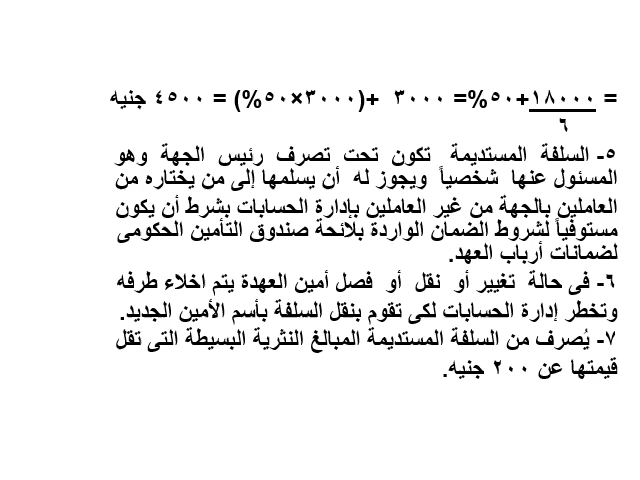 = ١٨٠٠٠+٥٠%= ٣٠٠٠ +(٣٠٠٠×٥٠%) = ٤٥٠٠ جنيه
٦
٥- السلفة المستديمة تكون تحت تصرف رئيس الجهة وهو
المسئول عنها شخصياً ويجوز له أن يسلمها إلى من يختاره من
العاملين بالجهة من غير العاملين بإدارة الحسابات بشرط أن يكون
مستوفياً لشروط الضمان الواردة بلائحة صندوق التأمين الحكومى
لضمانات أرباب العهد.
٦- فى حالة تغيير أو نقل أو فصل أمين العهدة يتم اخلاء طرفه
وتخطر إدارة الحسابات لكى تقوم بنقل السلفة بأسم الأمين الجديد.
٧- يُصرف من السلفة المستديمة المبالغ النثرية البسيطة التى تقل
قيمتها عن ٢٠٠ جنيه.